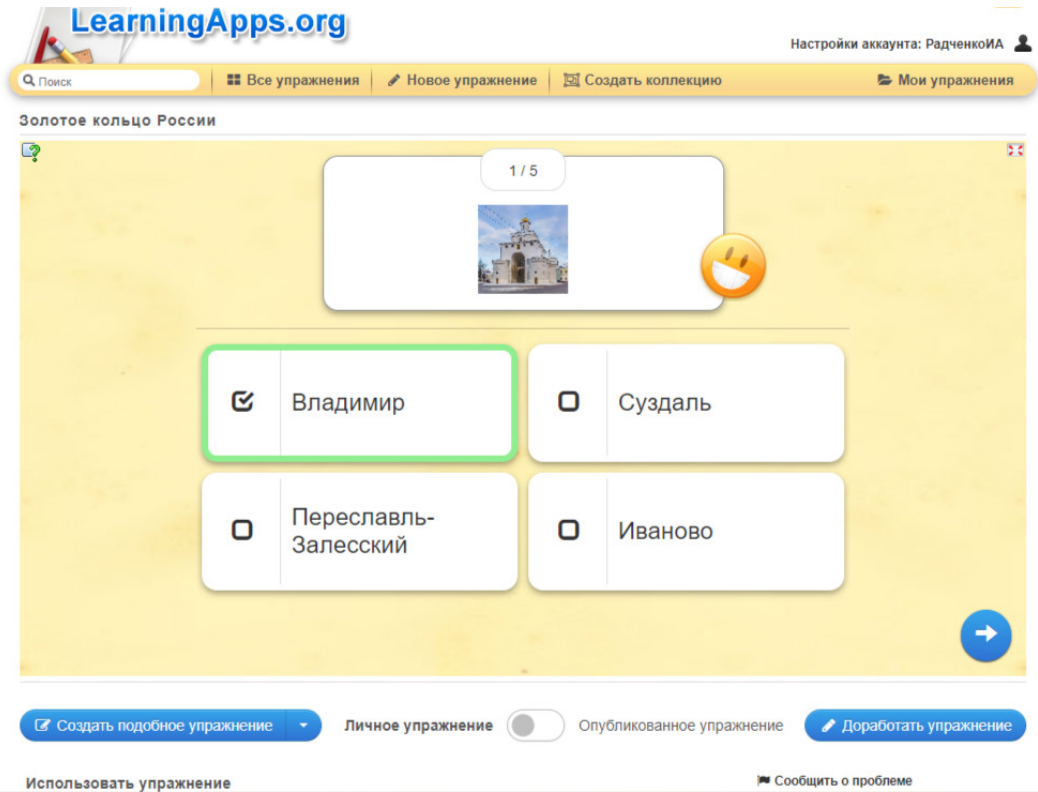 LearningApps.org
Настройки аккаунта: РадченкоИА
Поиск
Все упражнения
Новое упражнение
Создать коллекцию
Мои упражнения
Золотое кольцо России
1 / 5
Владимир
Суздаль
Переславль-
Залесский
Иваново
Создать подобное упражнение
Личное упражнение
Опубликованное упражнение
Доработать упражнение
Использовать упражнение
Сообщить о проблеме